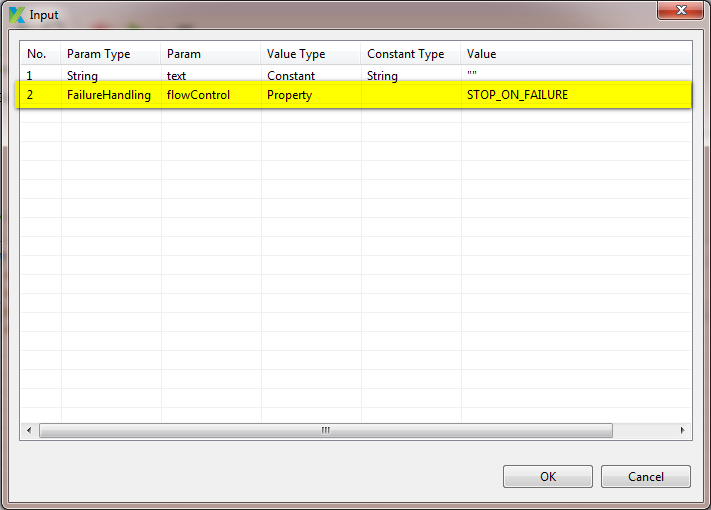 Input
No. Param Type Param Value Type Constant Type Value
1 String text Constant String ""
2 FailureHandling flowControl Property STOP_ON_FAILURE
OK Cancel